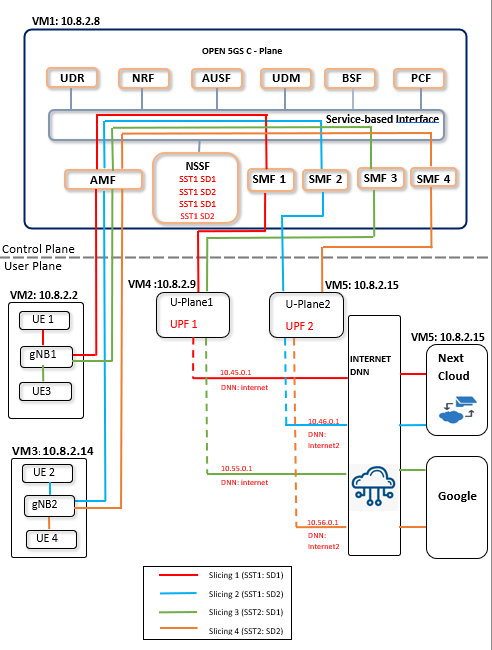 VM1: 10.8.2.8
OPEN 5GS C - Plane
UDR
NRF
AUSF
UDM
BSF
PCF
Service-based Interface
AMF
NSSF
SST1 SD1
SST1 SD2
SST1 SD1
SST1 SD2
SMF 1
SMF 2
SMF 3
SMF 4
Control Plane
User Plane
VM4 :10.8.2.9
VM5: 10.8.2.15
VM2: 10.8.2.2
U-Plane1
UPF 1
U-Plane2
UPF 2
UE 1
gNB1
UE3
INTERNET
DNN
VM5: 10.8.2.15
Next
Cloud
10.45.0.1
DNN: internet
10.46.0.1
DNN:
Internet2
VM3: 10.8.2.14
UE 2
gNB2
UE 4
10.55.0.1
DNN: internet
10.56.0.1
DNN:
Internet2
Google
Slicing 1 (SST1: SD1)
Slicing 2 (SST1: SD2)
Slicing 3 (SST2: SD1)
Slicing 4 (SST2: SD2)